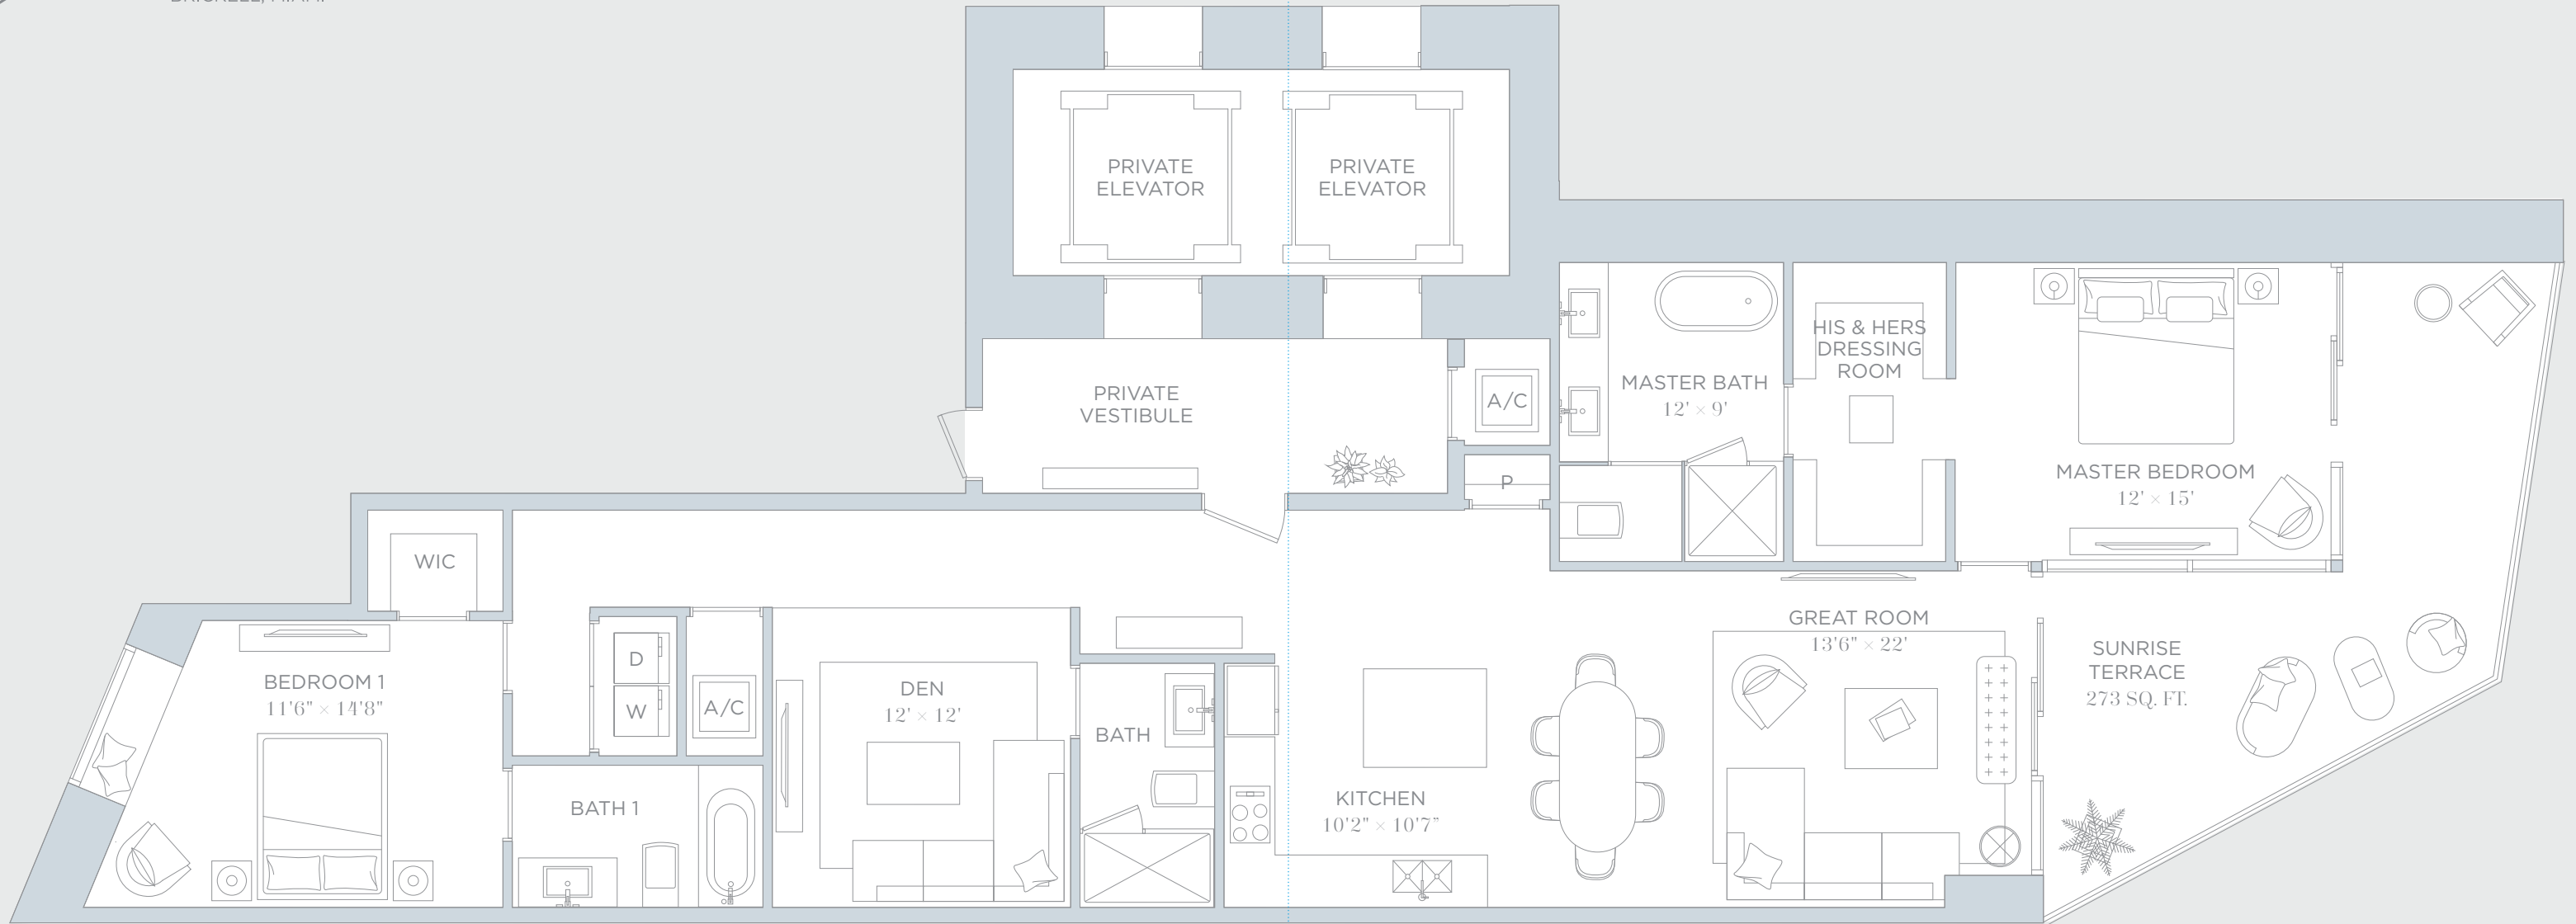 BRICKELL, MIAMI
PRIVATE
ELEVATOR
PRIVATE
ELEVATOR
PRIVATE
VESTIBULE
A/C
P
MASTER BATH
12' × 9'
HIS & HERS
DRESSING
ROOM
MASTER BEDROOM
12' × 15'
WIC
BEDROOM 1
11'6" × 14'8"
D
W
A/C
BATH 1
DEN
12' × 12'
BATH
KITCHEN
10'2" × 10'7”
GREAT ROOM
13'6" × 22'
SUNRISE
TERRACE
273 SQ. FT.